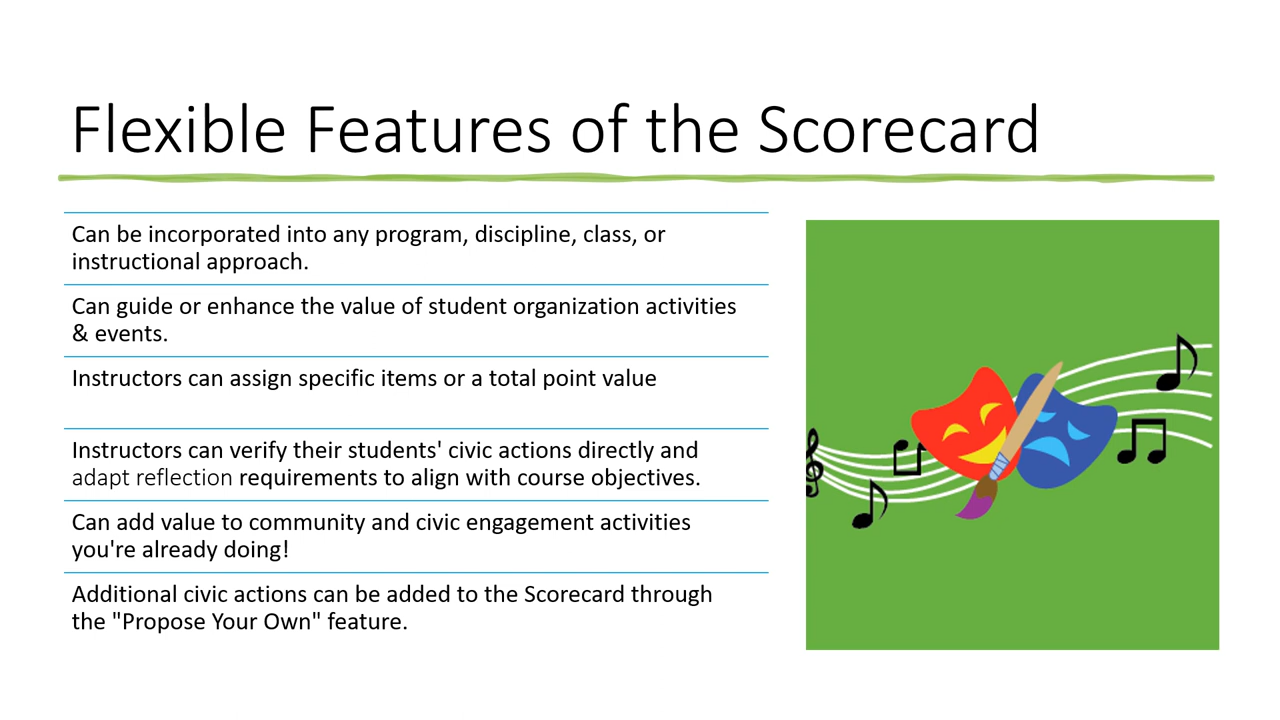 Flexible Features of the Scorecard
Can be incorporated into any program, discipline, class, or
instructional approach.
Can guide or enhance the value of student organization activities
& events.
Instructors can assign specific items or a total point value
Instructors can verify their students' civic actions directly and
adapt reflection requirements to align with course objectives.
Can add value to community and civic engagement activities
you're already doing!
Additional civic actions can be added to the Scorecard through
the "Propose Your Own" feature.